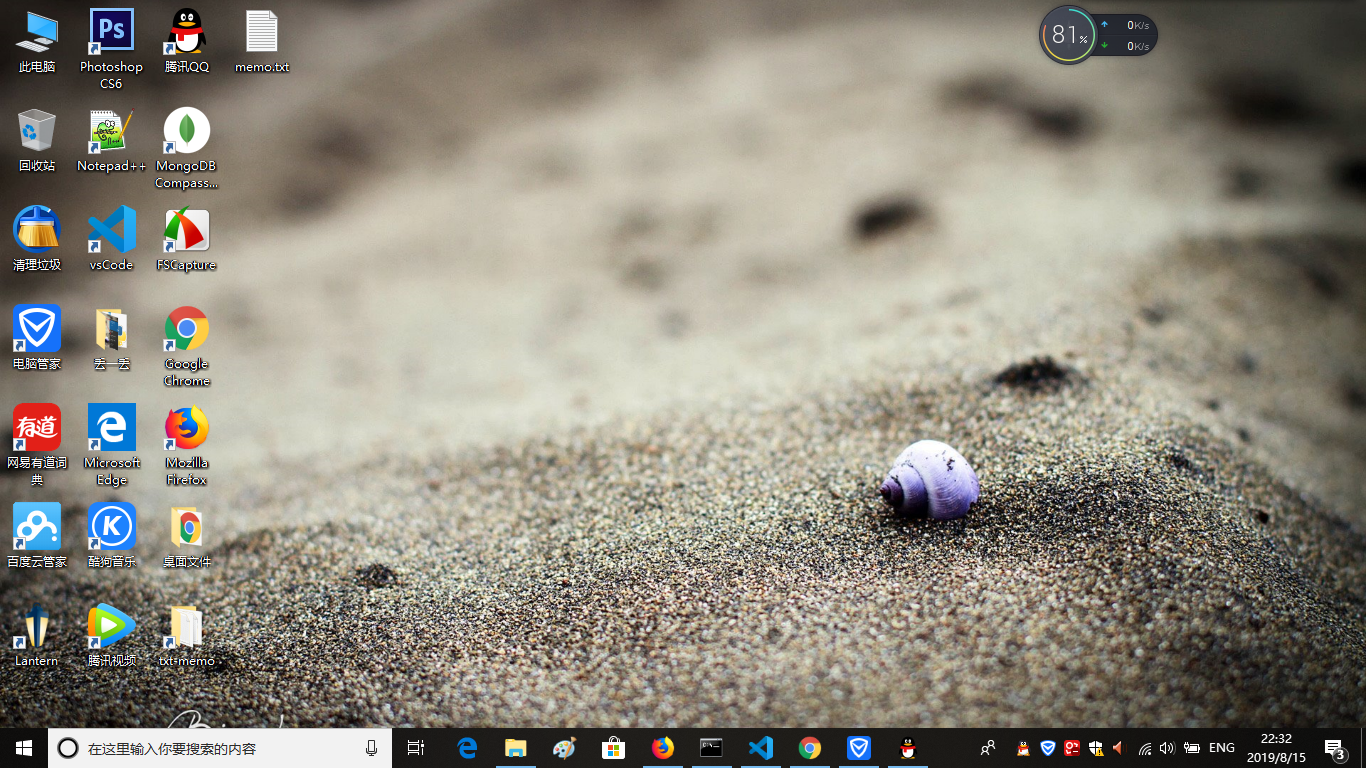 此电脑
Ps
Photoshop
CS6
腾讯QQ
memo.txt
81%
0K/s
0K/s
回收站
Notepad++
MongoDB
Compass...
清理垃圾
vsCode
FSCapture
电脑管家
去一去
Google
Chrome
有道
网易有道词
典
Microsoft
Edge
Mozilla
Firefox
百度云管家
K
酷狗音乐
桌面文件
Lantern
腾讯视频
txt-memo
在这里输入你要搜索的内容
ENG
22:32
2019/8/15
3